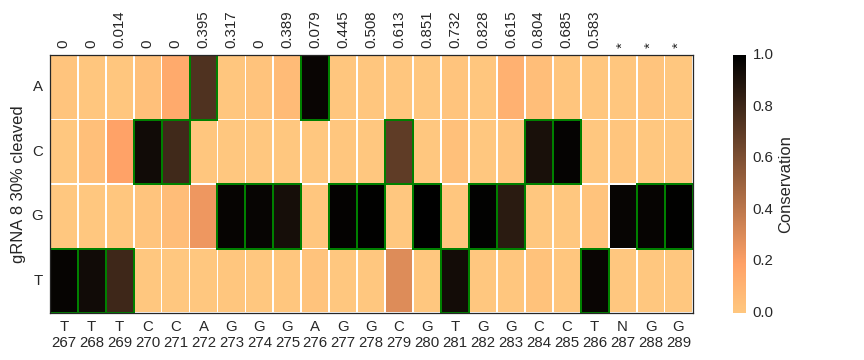 0 0 0.014 0 0 0.395 0.317 0 0.389 0.079 0.445 0.508 0.613 0.851 0.732 0.828 0.615 0.804 0.685 0.583 * * *
gRNA 8 30% cleaved
A
C
G
T
T T T C C A G G G A G G C G T G G C C T N G G
267 268 269 270 271 272 273 274 275 276 277 278 279 280 281 282 283 284 285 286 287 288 289
1.0
0.8
0.6
0.4
0.2
0.0
Conservation